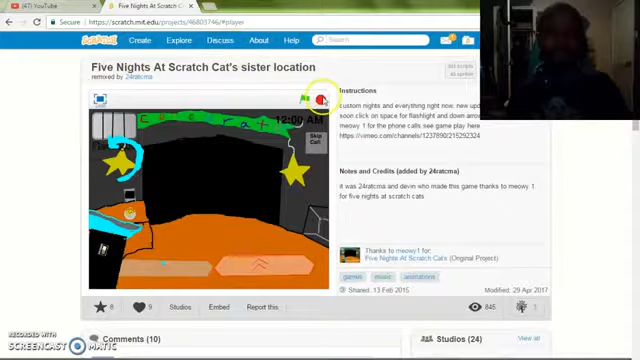 (47) YouTube
Five Nights At Scratch Cat's
Secure
https://scratch.mit.edu/projects/46803746/#player
SCRATCH
Create
Explore
Discuss
About
Help
Search
Five Nights At Scratch Cat's sister location
remixed by 24ratcma
Instructions
custom nights and everything right now. new upd
soon.click on space for flashlight and down arrow
meowy 1 for the phone calls .see game play here
https://vimeo.com/channels/1237890/215292324
12:00 AM
Skip
Call
Notes and Credits (added by 24ratcma)
it was 24ratcma and devin who made this game thanks to meowy 1
for five nights at scratch cats
Thanks to meowy1 for:
Five Nights At Scratch Cat's (Original Project)
games
music
animations
Shared: 13 Feb 2015
Modified: 29 Apr 2017
8
9
Studios
Embed
Report this
845
Comments (10)
Studios (24)
View all
RECORDED WITH
SCREENCAST MATIC